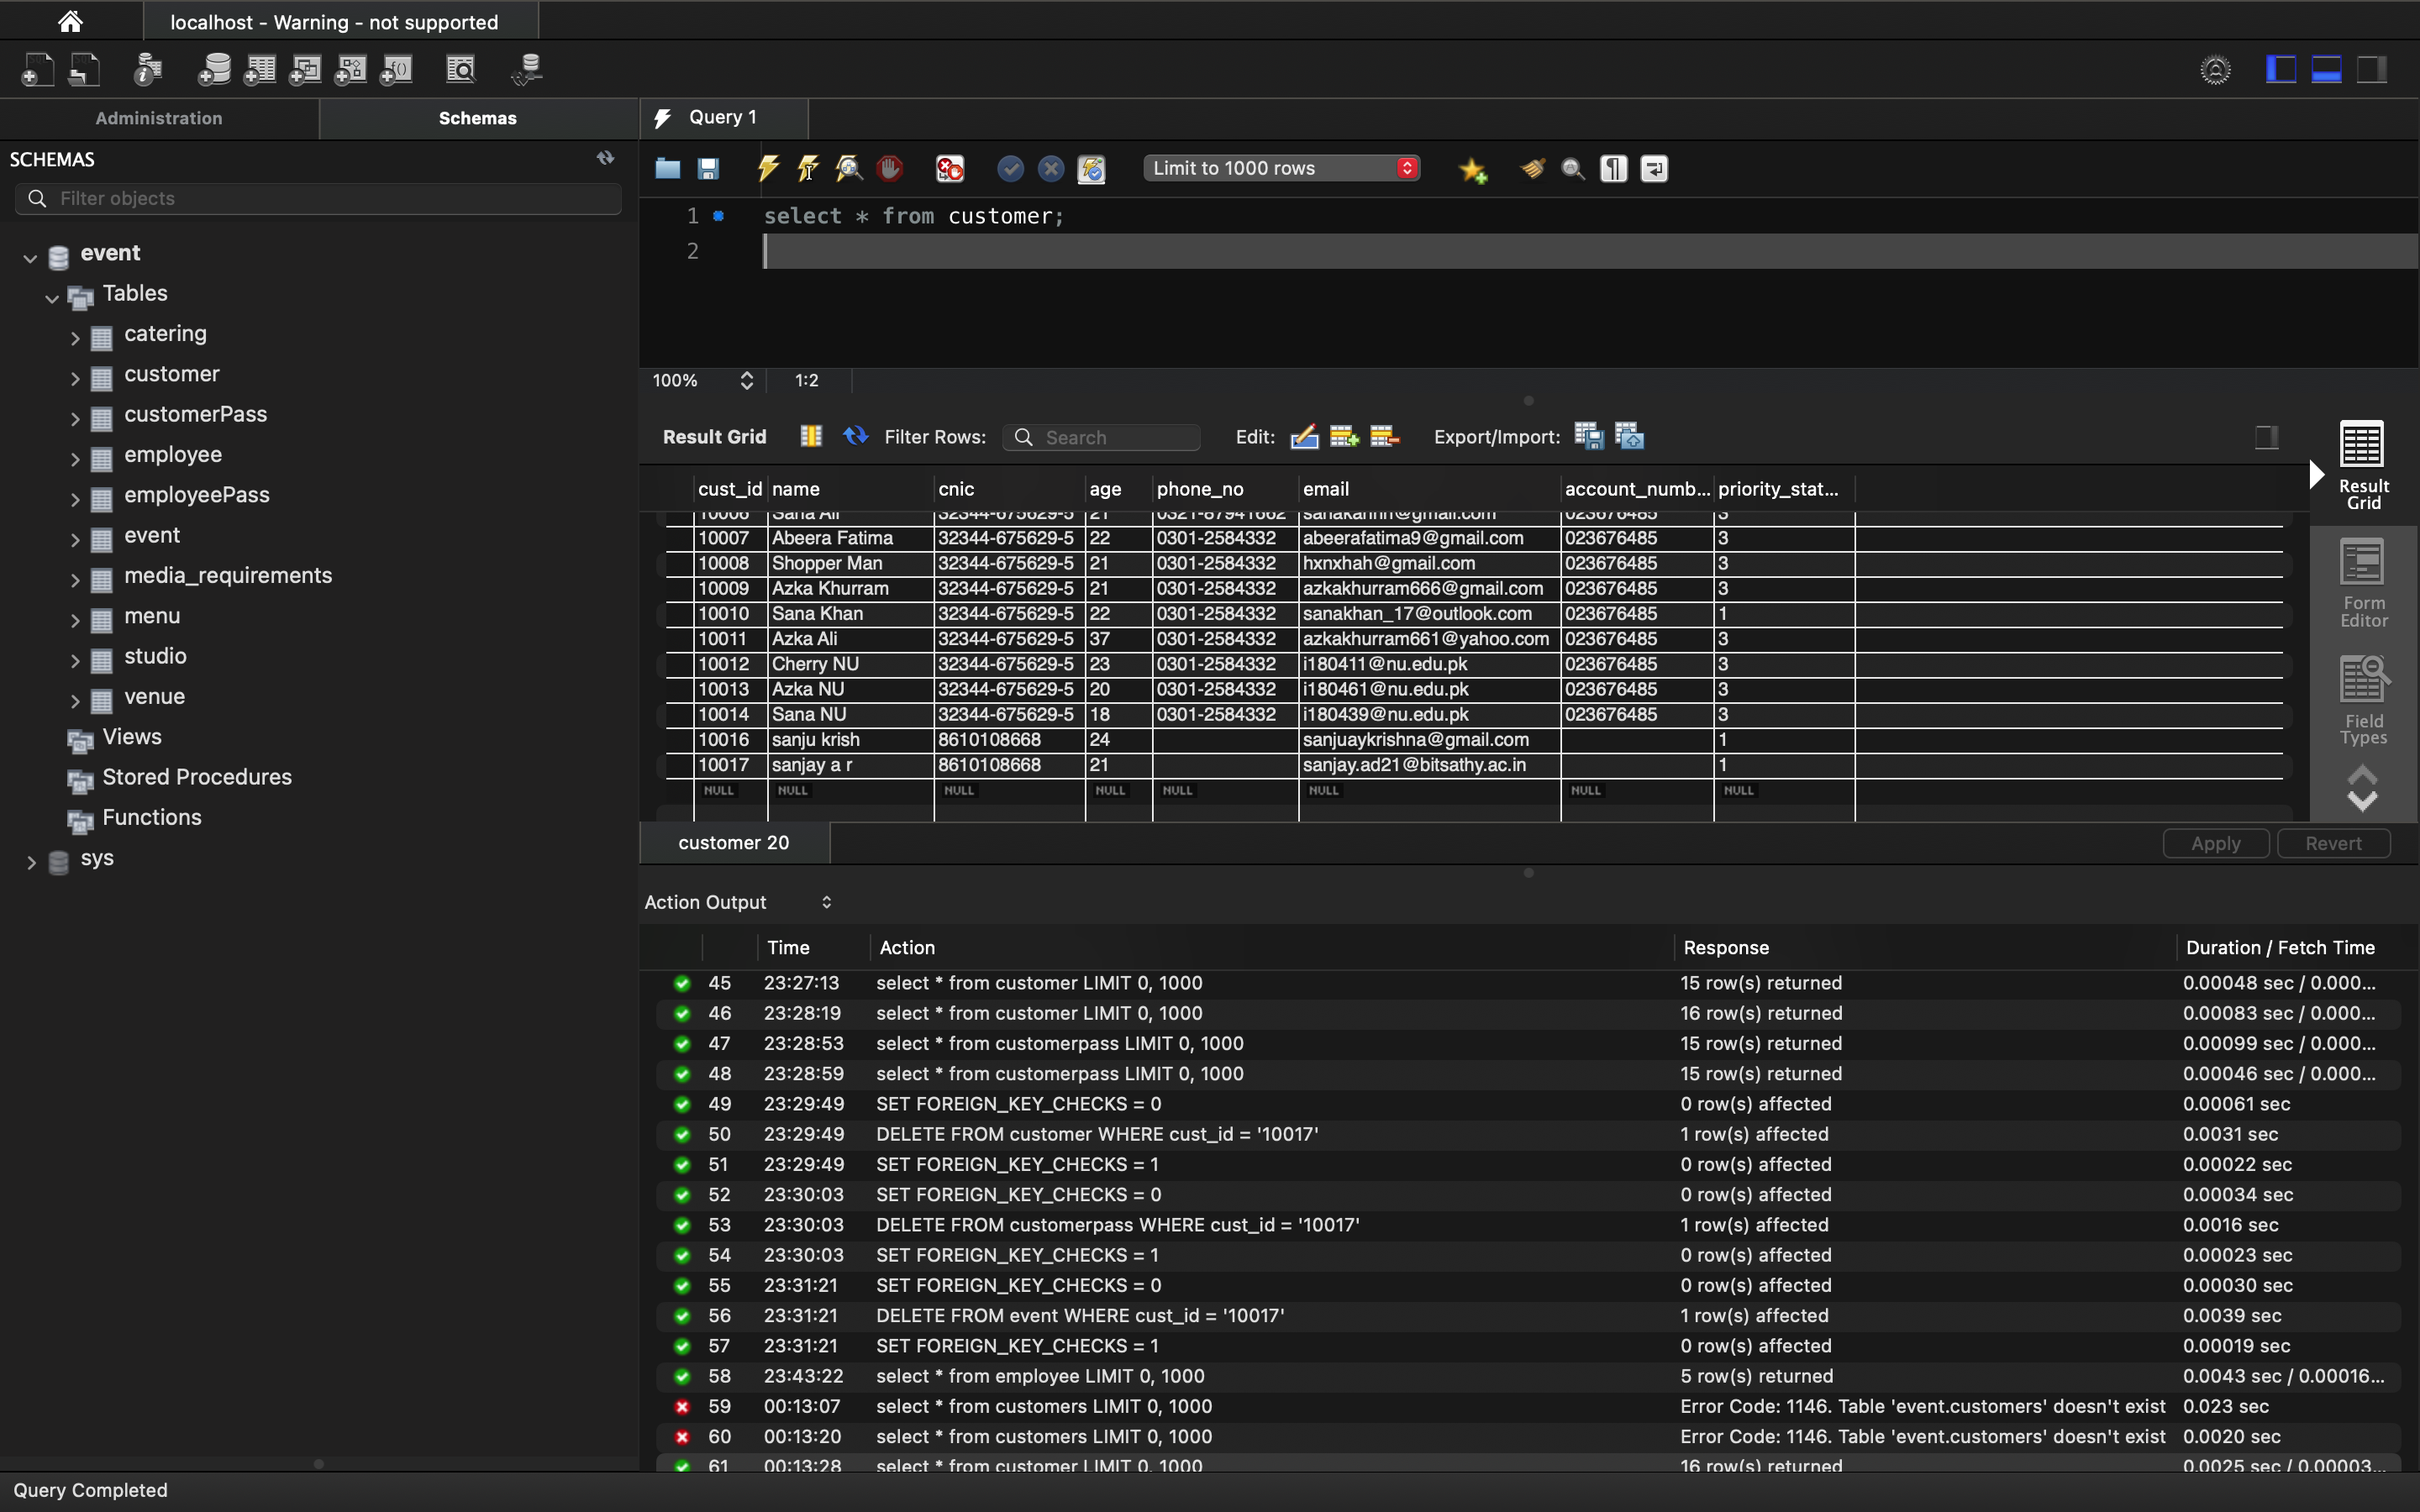 localhost - Warning - not supported
Administration
Schemas
Query 1
SCHEMAS
Filter objects
Limit to 1000 rows
1 select * from customer;
2
event
Tables
catering
customer
customerPass
employee
employeePass
event
media_requirements
menu
studio
venue
Views
Stored Procedures
Functions
sys
100% 1:2
Result Grid Filter Rows: Search Edit: Export/Import:
Result
Grid
Form
Editor
Field
Types
cust_id name cnic age phone_no email account_numb... priority_stat...
10006 Sana Ali 32344-675629-5 21 0321-87941662 023676485 3
10007 Abeera Fatima 32344-675629-5 22 0301-2584332 abeerafatima9@gmail.com 023676485 3
10008 Shopper Man 32344-675629-5 21 0301-2584332 hxnxhah@gmail.com 023676485 3
10009 Azka Khurram 32344-675629-5 21 0301-2584332 azkakhurram666@gmail.com 023676485 3
10010 Sana Khan 32344-675629-5 22 0301-2584332 sanakhan_17@outlook.com 023676485 1
10011 Azka Ali 32344-675629-5 37 0301-2584332 azkakhurram661@yahoo.com 023676485 3
10012 Cherry NU 32344-675629-5 23 0301-2584332 i180411@nu.edu.pk 023676485 3
10013 Azka NU 32344-675629-5 20 0301-2584332 i180461@nu.edu.pk 023676485 3
10014 Sana NU 32344-675629-5 18 0301-2584332 i180439@nu.edu.pk 023676485 3
10016 sanju krish 8610108668 24 sanjuaykrishna@gmail.com 1
10017 sanjay a r 8610108668 21 sanjay.ad21@bitsathy.ac.in 1
NULL NULL NULL NULL NULL NULL NULL NULL
customer 20
Apply Revert
Action Output
Time Action Response Duration / Fetch Time
45 23:27:13 select * from customer LIMIT 0, 1000 15 row(s) returned 0.00048 sec / 0.000...
46 23:28:19 select * from customer LIMIT 0, 1000 16 row(s) returned 0.00083 sec / 0.000...
47 23:28:53 select * from customerpass LIMIT 0, 1000 15 row(s) returned 0.00099 sec / 0.000...
48 23:28:59 select * from customerpass LIMIT 0, 1000 15 row(s) returned 0.00046 sec / 0.000...
49 23:29:49 SET FOREIGN_KEY_CHECKS = 0 0 row(s) affected 0.00061 sec
50 23:29:49 DELETE FROM customer WHERE cust_id = '10017' 1 row(s) affected 0.0031 sec
51 23:29:49 SET FOREIGN_KEY_CHECKS = 1 0 row(s) affected 0.00022 sec
52 23:30:03 SET FOREIGN_KEY_CHECKS = 0 0 row(s) affected 0.00034 sec
53 23:30:03 DELETE FROM customerpass WHERE cust_id = '10017' 1 row(s) affected 0.0016 sec
54 23:30:03 SET FOREIGN_KEY_CHECKS = 1 0 row(s) affected 0.00023 sec
55 23:31:21 SET FOREIGN_KEY_CHECKS = 0 0 row(s) affected 0.00030 sec
56 23:31:21 DELETE FROM event WHERE cust_id = '10017' 1 row(s) affected 0.0039 sec
57 23:31:21 SET FOREIGN_KEY_CHECKS = 1 0 row(s) affected 0.00019 sec
58 23:43:22 select * from employee LIMIT 0, 1000 5 row(s) returned 0.0043 sec / 0.00016...
59 00:13:07 select * from customers LIMIT 0, 1000 Error Code: 1146. Table 'event.customers' doesn't exist 0.023 sec
60 00:13:20 select * from customers LIMIT 0, 1000 Error Code: 1146. Table 'event.customers' doesn't exist 0.0020 sec
61 00:13:28 select * from customer LIMIT 0, 1000 16 row(s) returned 0.0025 sec / 0.00003...
Query Completed